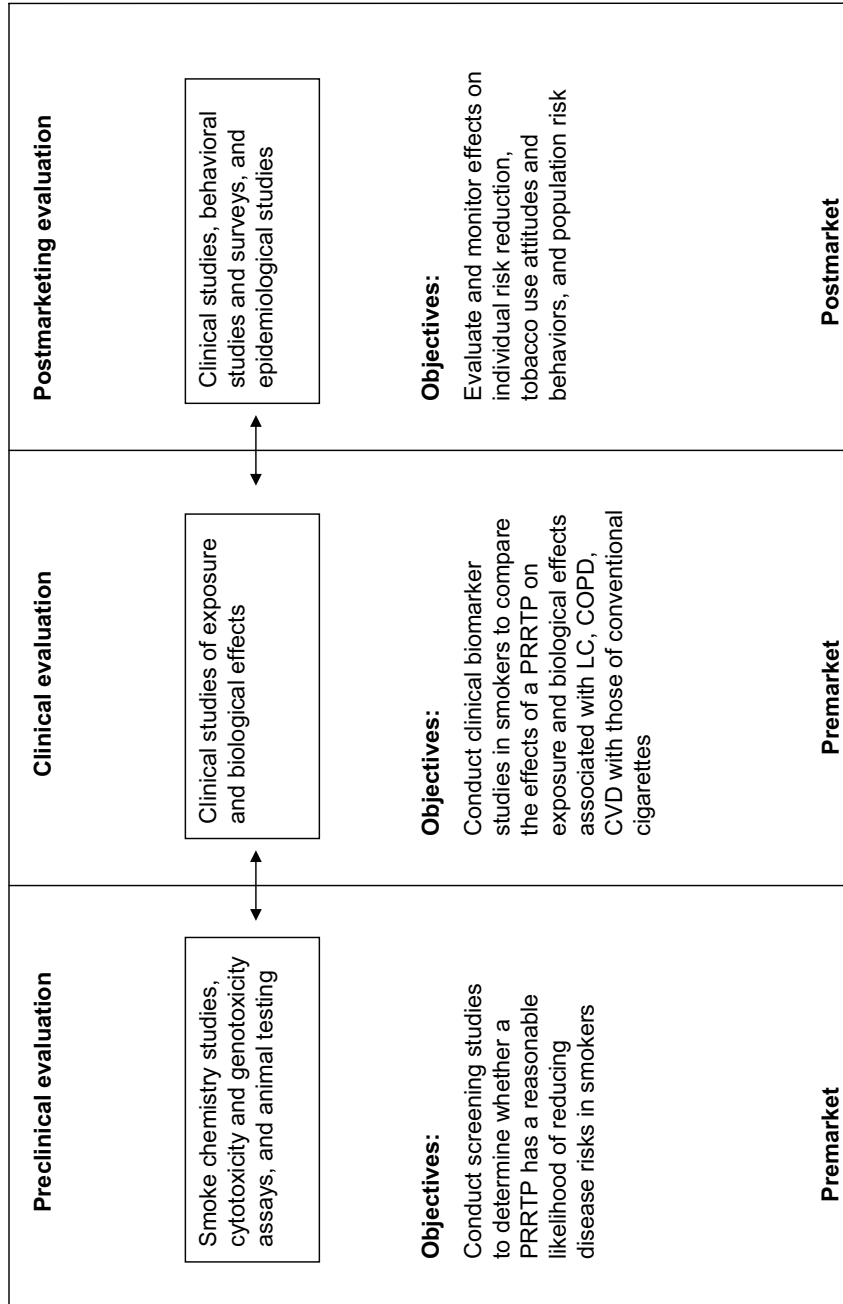 Preclinical evaluation
Smoke chemistry studies,
cytotoxicity and genotoxicity
assays, and animal testing
Objectives:
Conduct screening studies
to determine whether a
PRRTP has a reasonable
likelihood of reducing
disease risks in smokers
Premarket
Clinical evaluation
Clinical studies of exposure
and biological effects
Objectives:
Conduct clinical biomarker
studies in smokers to compare
the effects of a PRRTP on
exposure and biological effects
associated with LC, COPD,
CVD with those of conventional
cigarettes
Premarket
Postmarketing evaluation
Clinical studies, behavioral
studies and surveys, and
epidemiological studies
Objectives:
Evaluate and monitor effects on
individual risk reduction,
tobacco use attitudes and
behaviors, and population risk
Postmarket